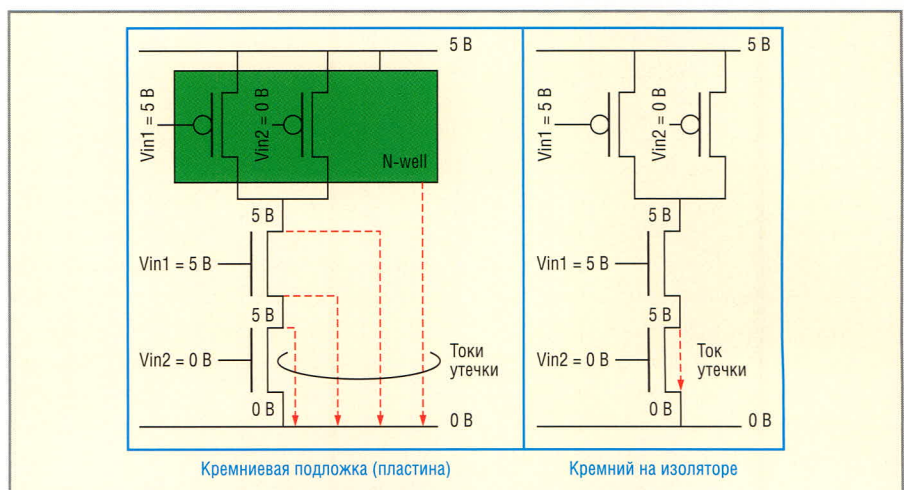 5 В
Vin1 = 5 В
Vin2 = 0 В
N-well
5 В
Vin1 = 5 В
5 В
Vin2 = 0 В
Токи
утечки
0 В
0 В
Кремниевая подложка (пластина)
5 В
Vin1 = 5 В
Vin2 = 0 В
5 В
Vin1 = 5 В
5 В
Vin2 = 0 В
Ток
утечки
0 В
0 В
Кремний на изоляторе